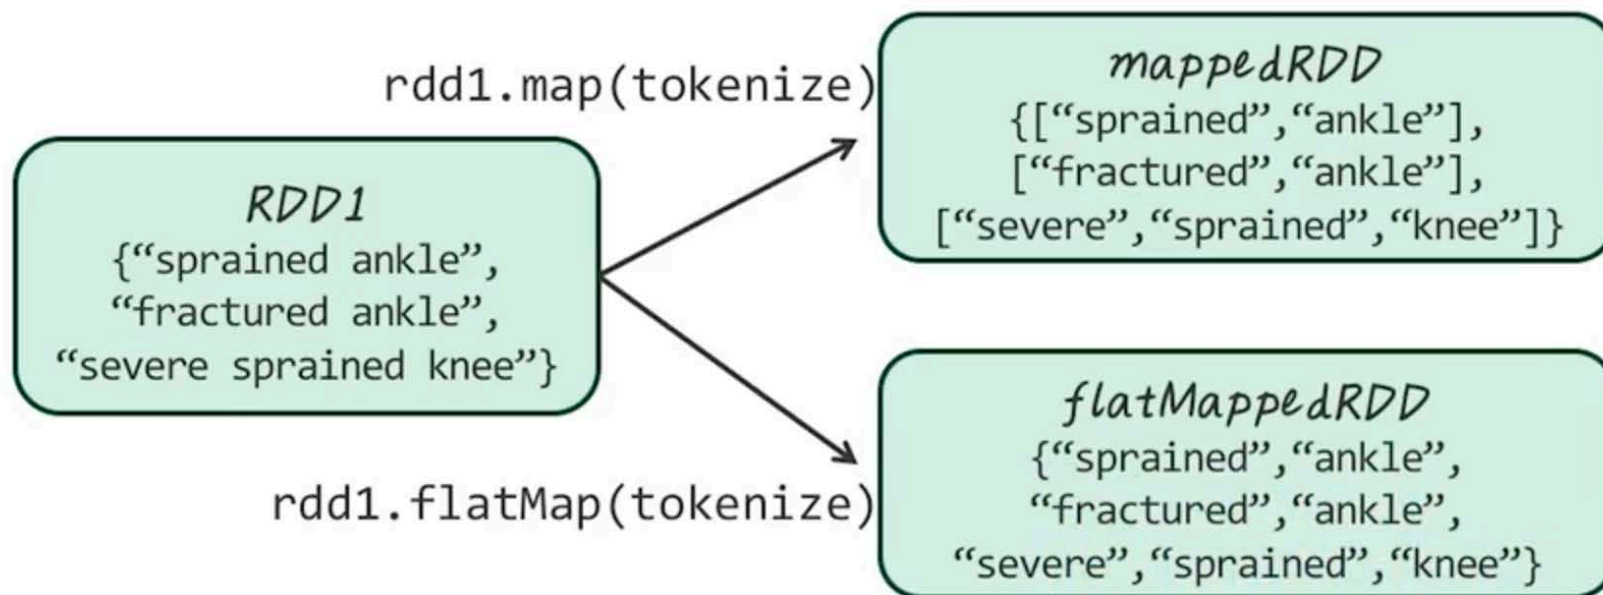 rdd1.map(tokenize)
mappedRDD
{[“sprained”,“ankle”],
[“fractured”,“ankle”],
[“severe”,“sprained”,“knee”]}
RDD1
{“sprained ankle”,
“fractured ankle”,
“severe sprained knee”}
rdd1.flatMap(tokenize)
flatMappedRDD
{“sprained”,“ankle”,
“fractured”,“ankle”,
“severe”,“sprained”,“knee”}